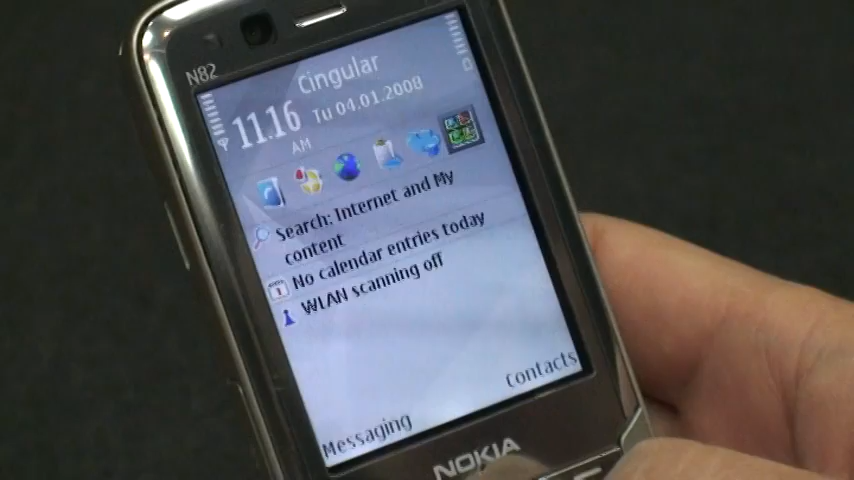 N82
Cingular
11.16 Tu 04.01.2008
AM
Search: Internet and My
content
No calendar entries today
WLAN scanning off
Contacts
Messaging
NOKIA